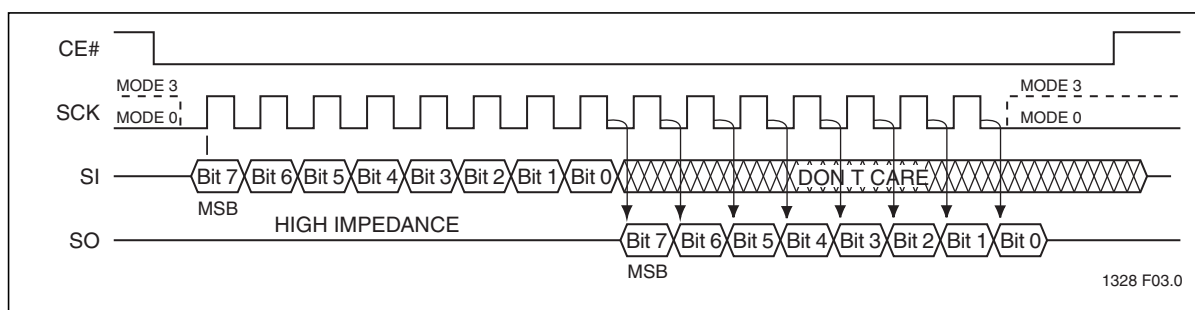 CE#
MODE 3
MODE 3
SCK
MODE 0
MODE 0
SI
Bit 7 Bit 6 Bit 5 Bit 4 Bit 3 Bit 2 Bit 1 Bit 0
DON T CARE
MSB
HIGH IMPEDANCE
SO
Bit 7 Bit 6 Bit 5 Bit 4 Bit 3 Bit 2 Bit 1 Bit 0
MSB
1328 F03.0